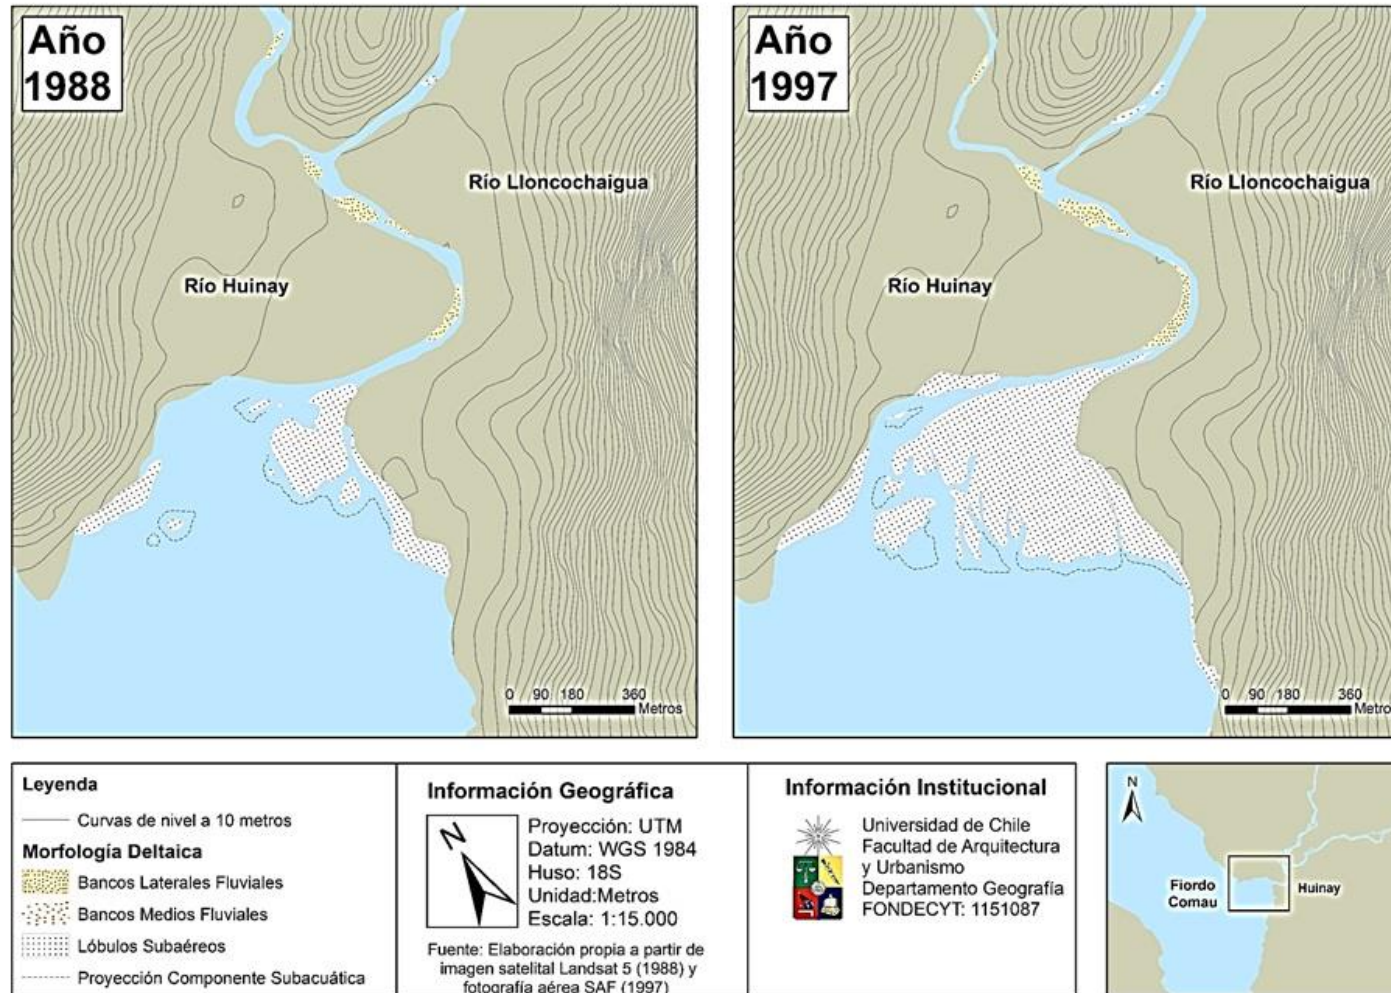 Año
1988
Río Lloncochaigua
Río Huinay
0 90 180 360
Metros
Año
1997
Río Lloncochaigua
Río Huinay
0 90 180 360
Metro
Leyenda
Curvas de nivel a 10 metros
Morfología Deltaica
Bancos Laterales Fluviales
Bancos Medios Fluviales
Lóbulos Subaéreos
Proyección Componente Subacuática
Información Geográfica
N
Proyección: UTM
Datum: WGS 1984
Huso: 18S
Unidad:Metros
Escala: 1:15.000
Fuente: Elaboración propia a partir de
imagen satelital Landsat 5 (1988) y
fotografía aérea SAF (1997)
Información Institucional
Universidad de Chile
Facultad de Arquitectura
y Urbanismo
Departamento Geografía
FONDECYT: 1151087
N
Fiordo
Comau
Huinay